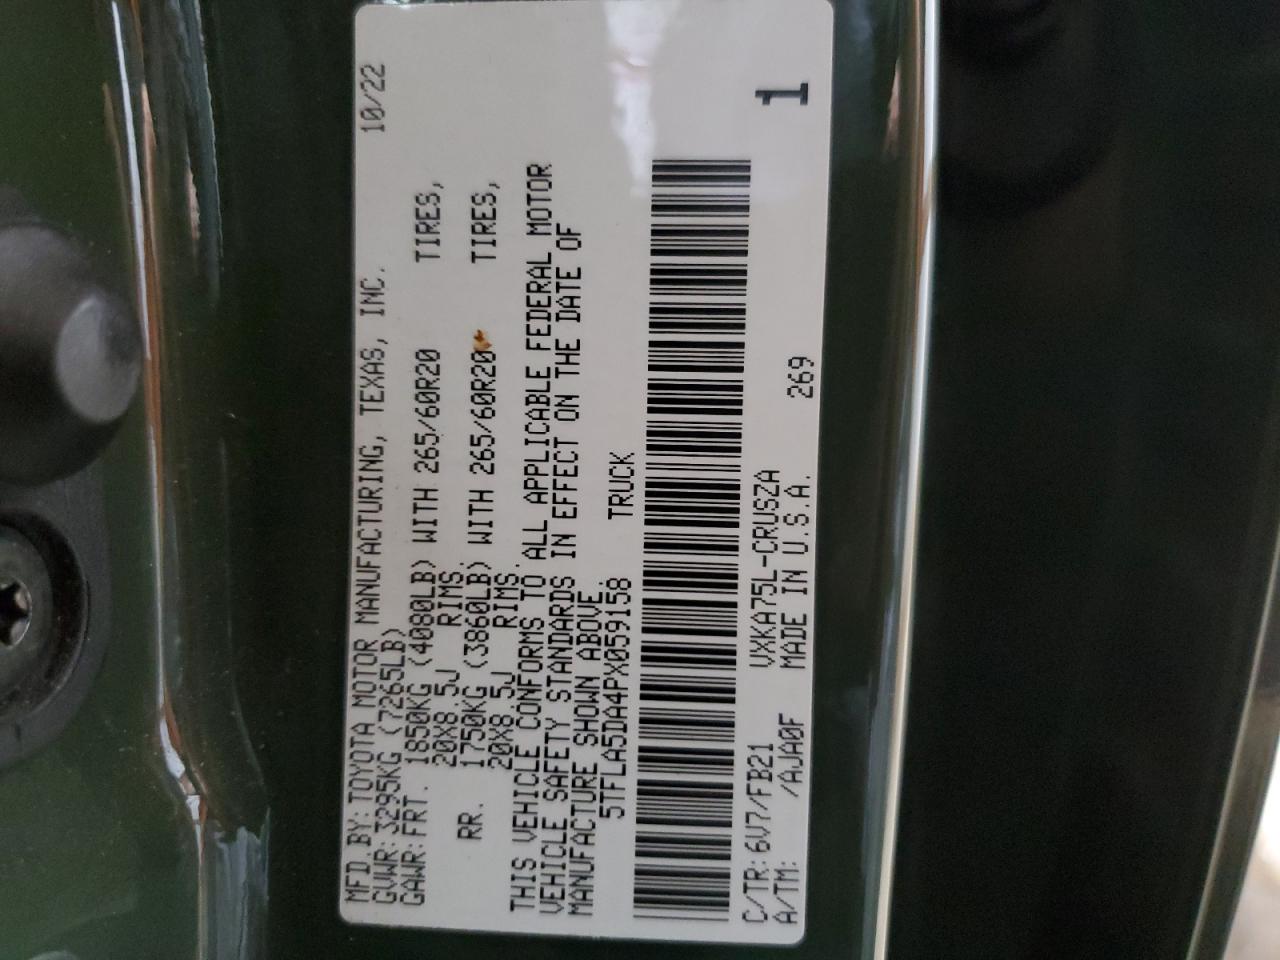 MFD BY: TOYOTA MOTOR MANUFACTURING, TEXAS, INC. 10/22
GVWR: 3295KG (7265LB)
GAWR: FRT. 1850KG (4080LB) WITH 265/60R20 TIRES,
20X8.5J RIMS.
RR. 1750KG (3860LB) WITH 265/60R20 TIRES,
20X8.5J RIMS.
THIS VEHICLE CONFORMS TO ALL APPLICABLE FEDERAL MOTOR
VEHICLE SAFETY STANDARDS IN EFFECT ON THE DATE OF
MANUFACTURE SHOWN ABOVE.
5TFLA5DA4PX059158 TRUCK
C/TR: 6V7/FB21 VXKA75L-CRUSZA 1
A/TM: /AJA0F MADE IN U.S.A. 269